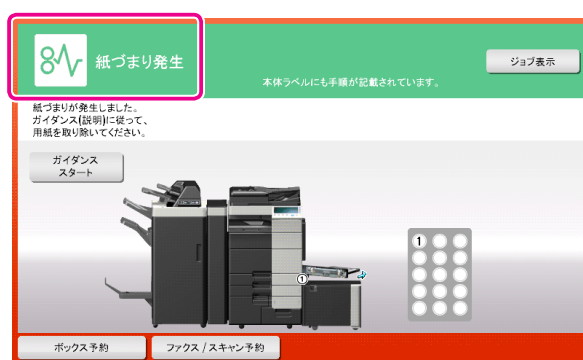 紙づまり発生
ジョブ表示
本体ラベルにも手順が記載されています。
紙づまりが発生しました。
ガイダンス(説明)に従って、
用紙を取り除いてください。
ガイダンス
スタート
1
①
ボックス予約
ファクス / スキャン予約